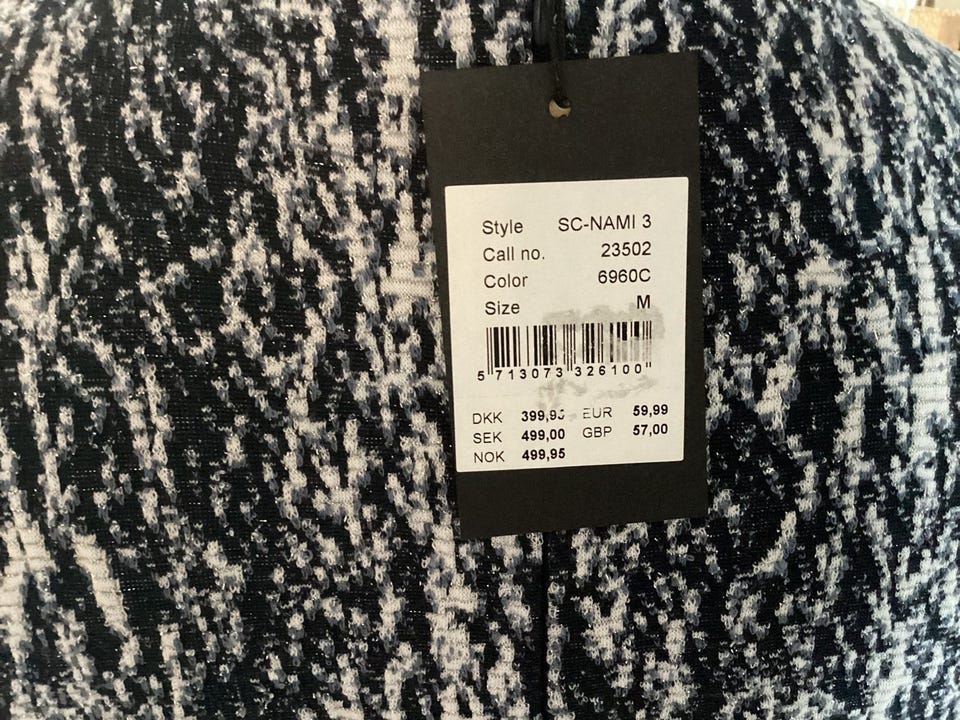 Style SC-NAMI 3
Call no. 23502
Color 6960C
Size M
5 713073 326100
DKK 399,95 EUR 59,99
SEK 499,00 GBP 57,00
NOK 499,95